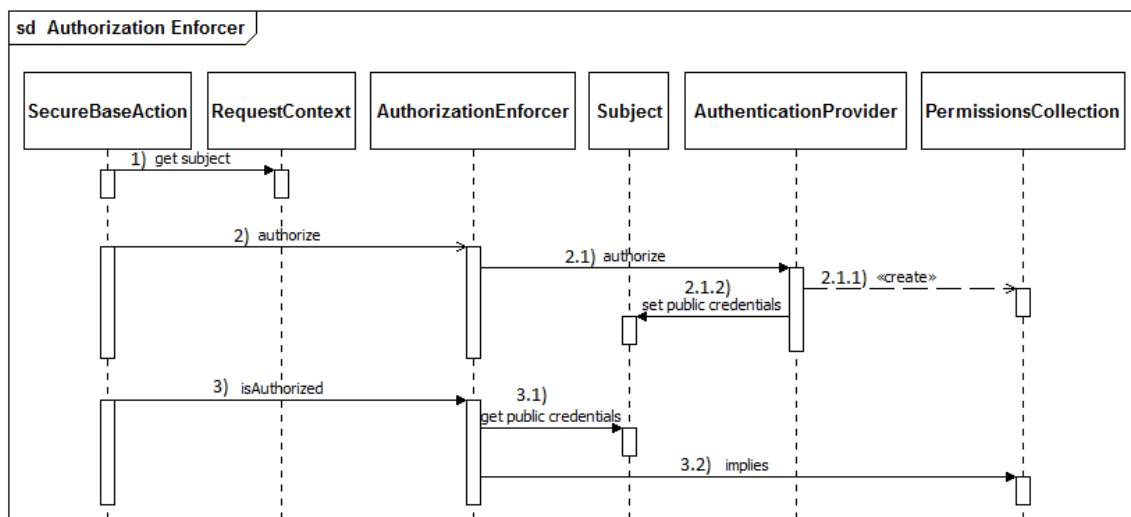 sd Authorization Enforcer
SecureBaseAction
RequestContext
AuthorizationEnforcer
Subject
AuthenticationProvider
PermissionsCollection
1) get subject
2) authorize
2.1) authorize
2.1.1) «create»
2.1.2)
set public credentials
3) isAuthorized
3.1)
get public credentials
3.2) implies